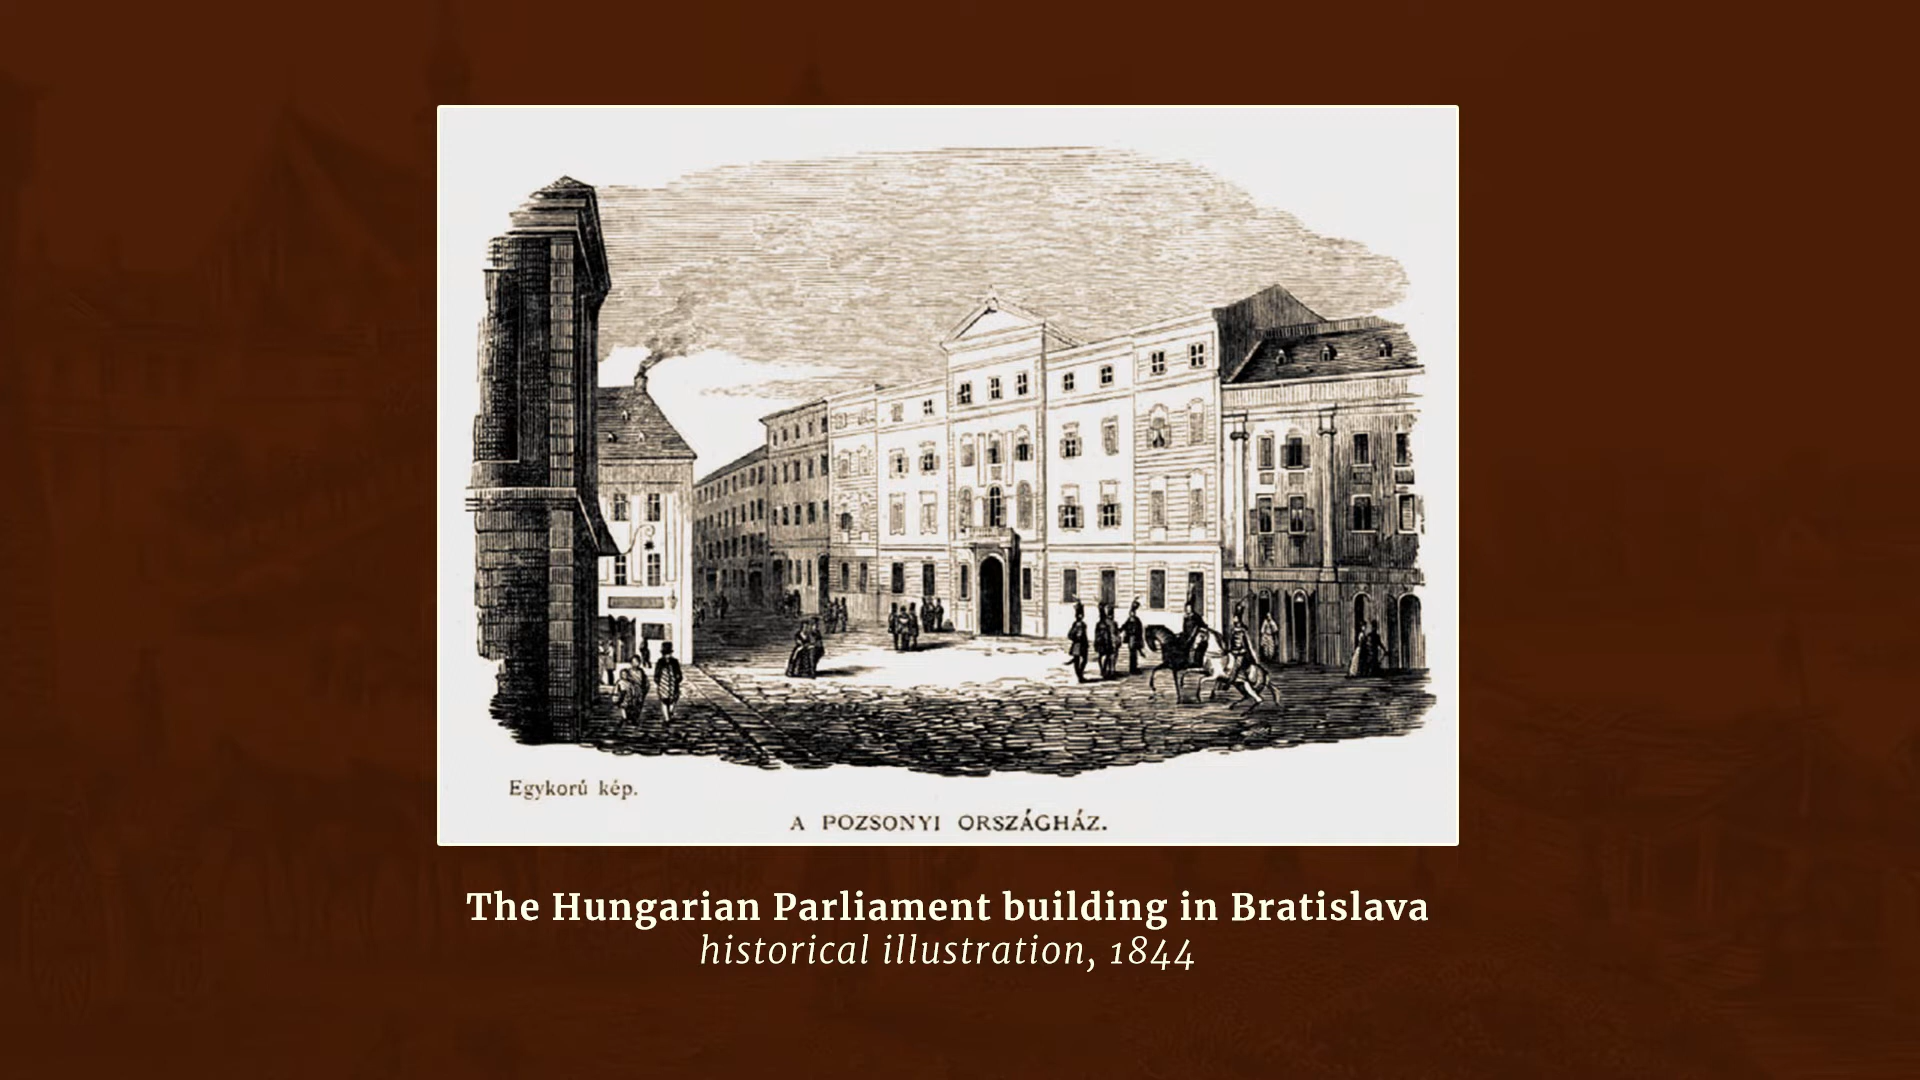 Egykorú kép.
A POZSONYI ORSZÁGHÁZ.
The Hungarian Parliament building in Bratislava
historical illustration, 1844